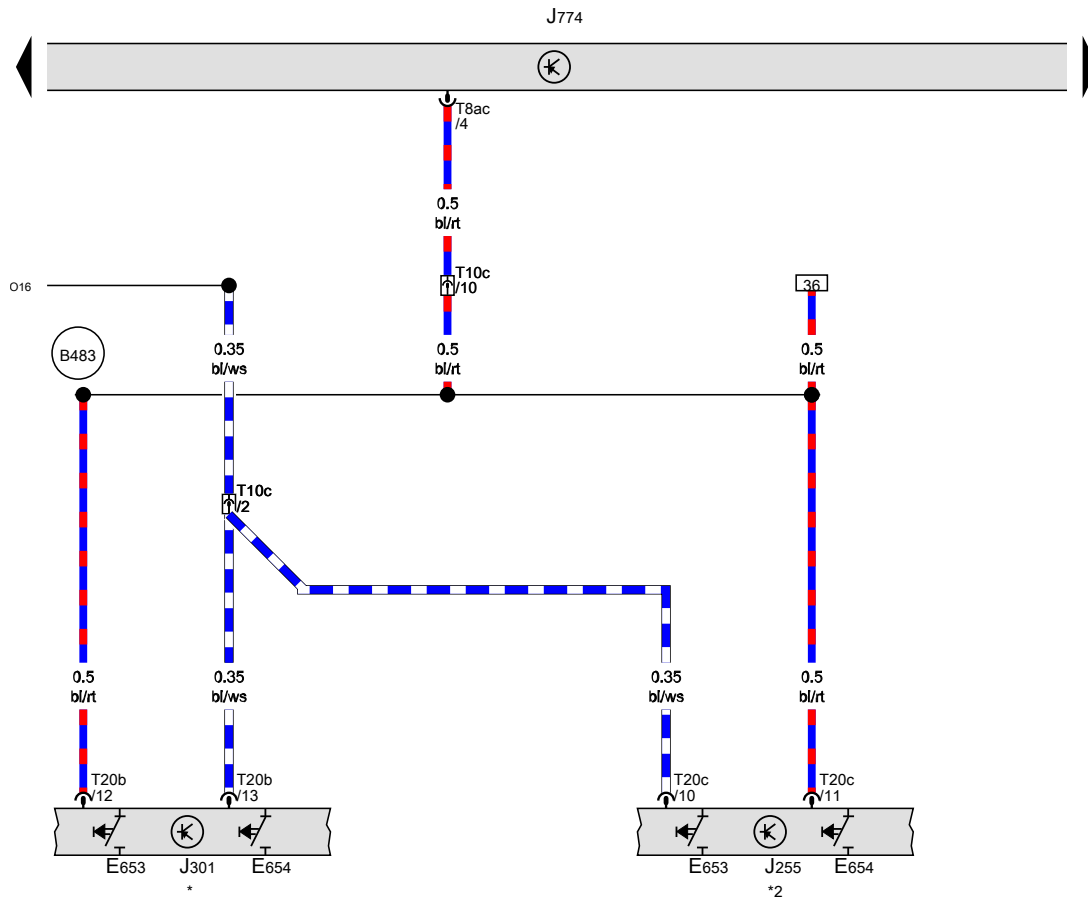 J774
T8ac
/4
0.5
bl/rt
T10c
/10
O16
36
B483
0.35
bl/ws
0.5
bl/rt
0.5
bl/rt
T10c
/2
0.5
bl/rt
0.35
bl/ws
0.35
bl/ws
0.5
bl/rt
T20b
/12
T20b
/13
T20c
/10
T20c
/11
E653
J301
E654
*
E653
J255
E654
*2